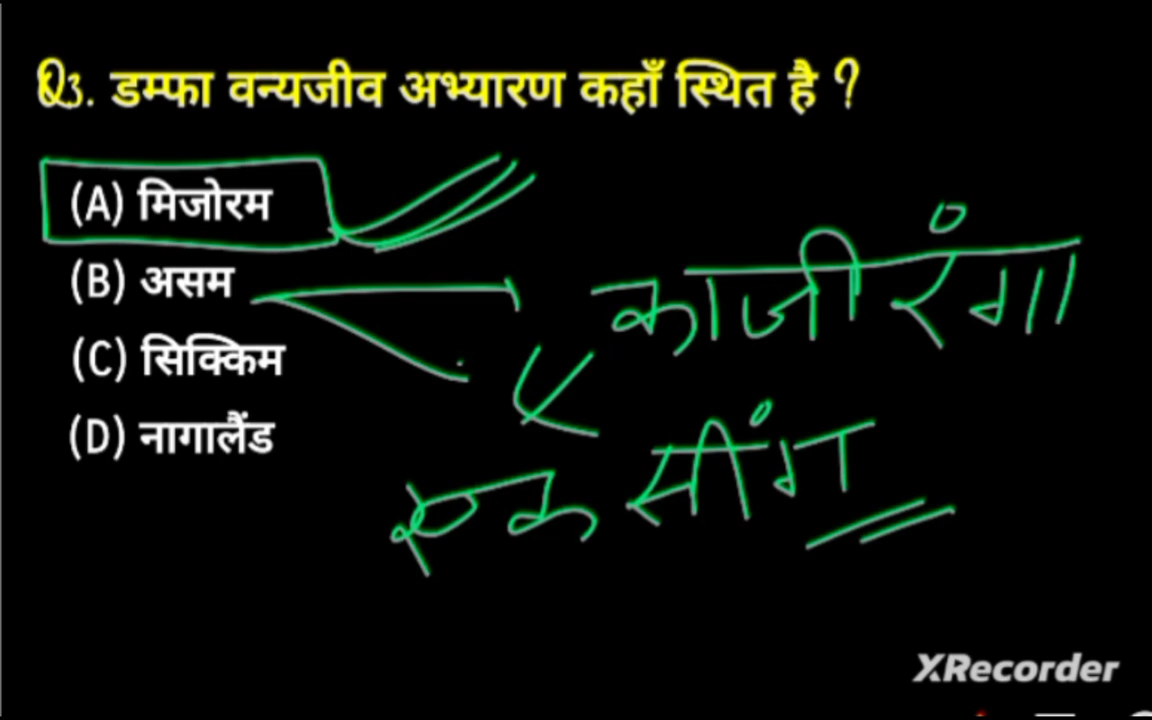 Q3. डम्फा वन्यजीव अभ्यारण कहाँ स्थित है ?
(A) मिजोरम
(B) असम
काजीरंगा
(C) सिक्किम
(D) नागालैंड
एक सींग
XRecorder